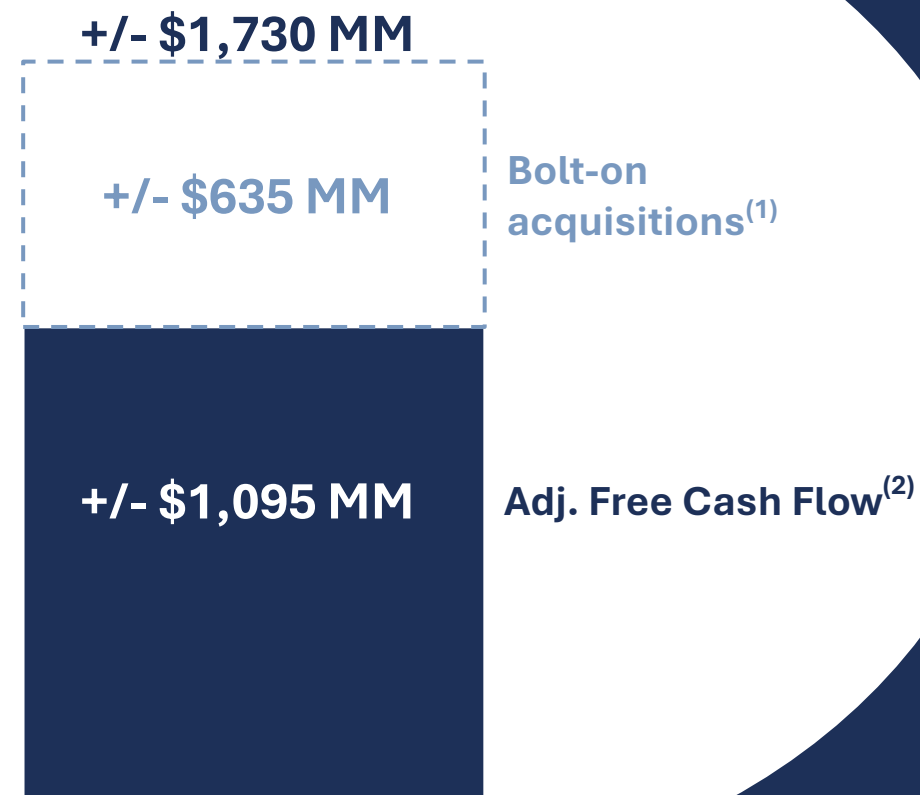 +/- $1,730 MM
+/- $635 MM
Bolt-on
acquisitions(1)
+/- $1,095 MM
Adj. Free Cash Flow(2)